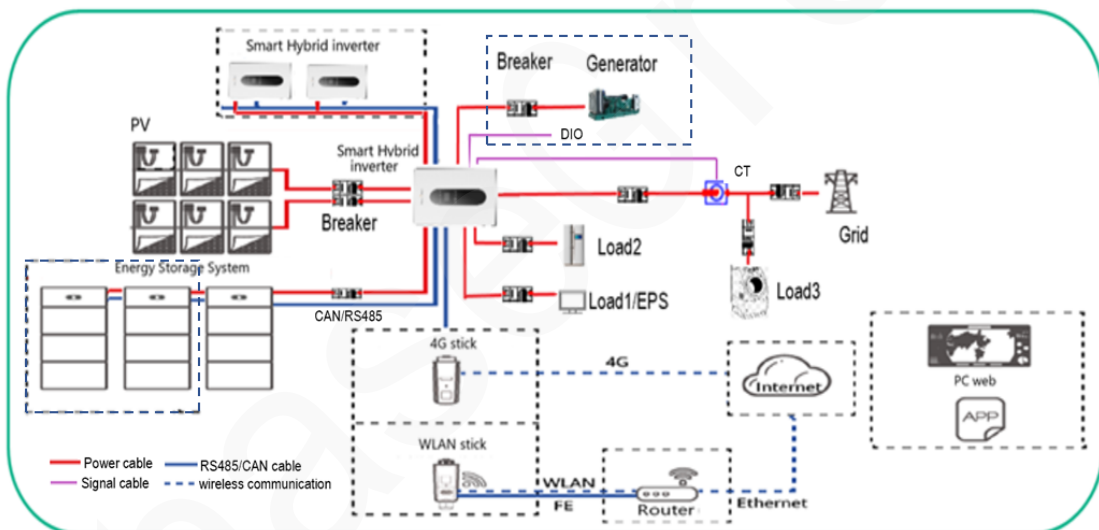 Smart Hybrid inverter
Breaker
Generator
DIO
PV
Smart Hybrid
inverter
CT
Breaker
Grid
Load2
Energy Storage System
Load1/EPS
Load3
CAN/RS485
4G stick
4G
Internet
PC web
APP
WLAN stick
Power cable
RS485/CAN cable
Signal cable
wireless communication
WLAN
FE
Router
Ethernet